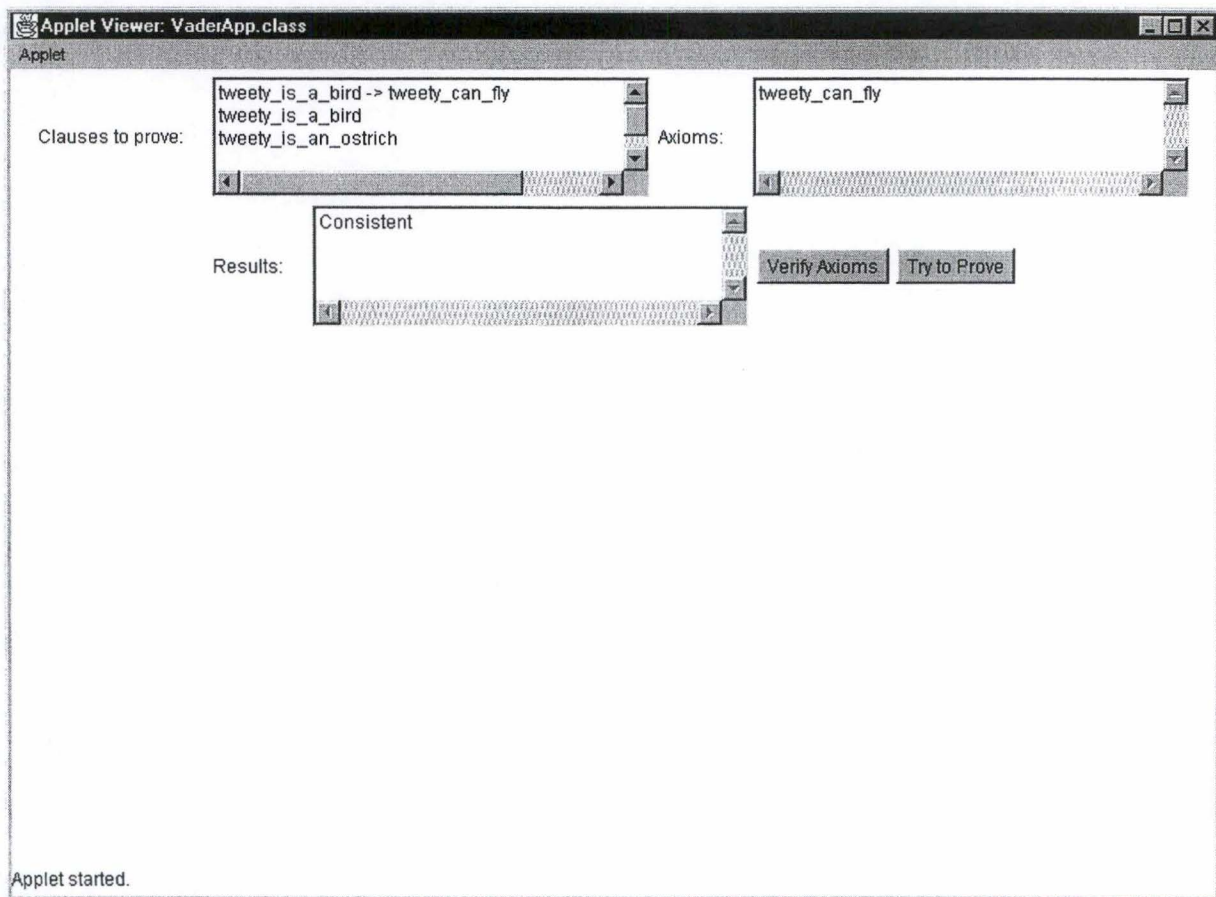 Applet Viewer: VaderApp.class
Applet
Clauses to prove:
tweety_is_a_bird -> tweety_can_fly
tweety_is_a_bird
tweety_is_an_ostrich
Axioms:
tweety_can_fly
Results:
Consistent
Verify Axioms
Try to Prove
Applet started.